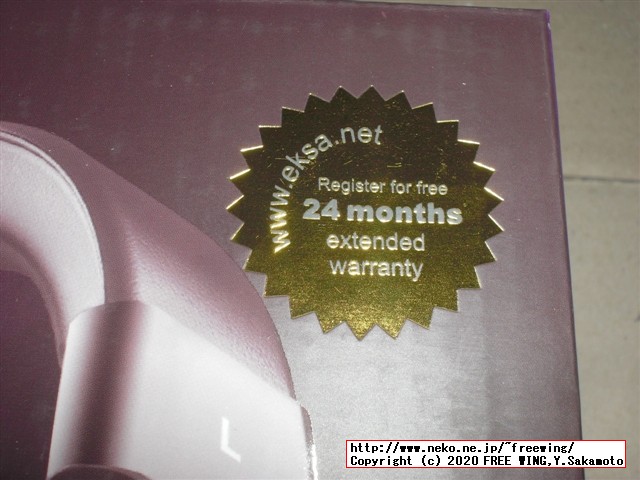 www.eksa.net
Register for free
24 months
extended
warranty
L
http://www.neko.ne.jp/~freewing/
Copyright (c) 2020 FREE WING,Y.Sakamoto